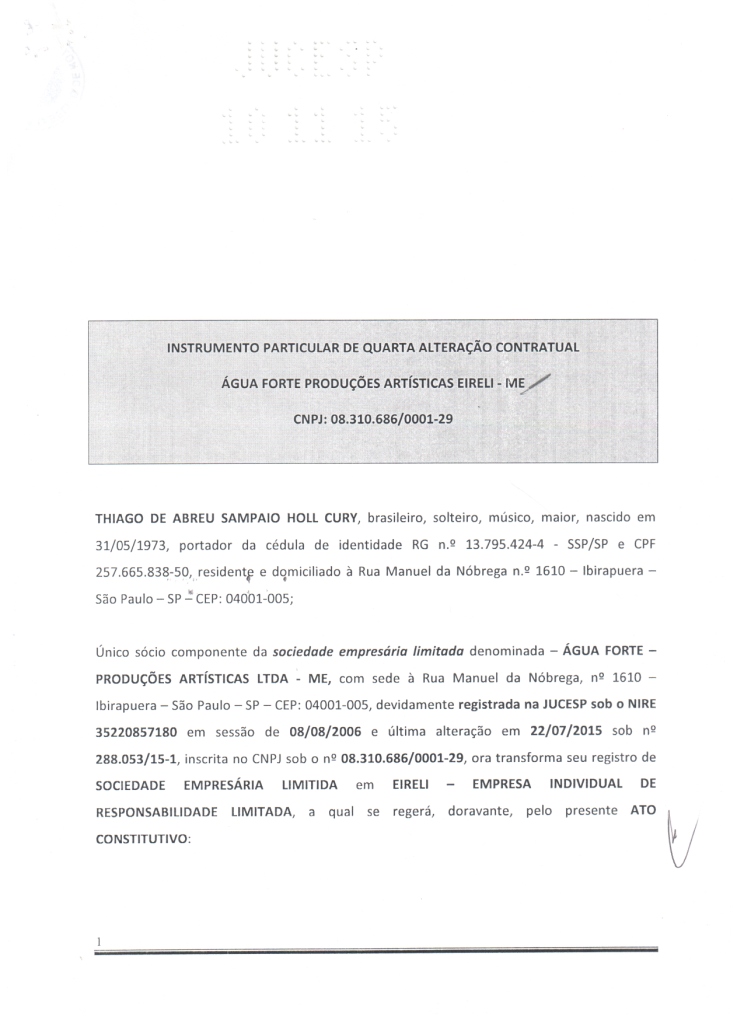 JUCESP
10 11 15
INSTRUMENTO PARTICULAR DE QUARTA ALTERAÇÃO CONTRATUAL
ÁGUA FORTE PRODUÇÕES ARTÍSTICAS EIRELI - ME
CNPJ: 08.310.686/0001-29
THIAGO DE ABREU SAMPAIO HOLL CURY, brasileiro, solteiro, músico, maior, nascido em
31/05/1973, portador da cédula de identidade RG n.º 13.795.424-4 - SSP/SP e CPF
257.665.838-50, residente e domiciliado à Rua Manuel da Nóbrega n.º 1610 – Ibirapuera –
São Paulo – SP – CEP: 04001-005;
Único sócio componente da sociedade empresária limitada denominada – ÁGUA FORTE –
PRODUÇÕES ARTÍSTICAS LTDA - ME, com sede à Rua Manuel da Nóbrega, nº 1610 –
Ibirapuera – São Paulo – SP – CEP: 04001-005, devidamente registrada na JUCESP sob o NIRE
35220857180 em sessão de 08/08/2006 e última alteração em 22/07/2015 sob nº
288.053/15-1, inscrita no CNPJ sob o nº 08.310.686/0001-29, ora transforma seu registro de
SOCIEDADE EMPRESÁRIA LIMITIDA em EIRELI – EMPRESA INDIVIDUAL DE
RESPONSABILIDADE LIMITADA, a qual se regerá, doravante, pelo presente ATO
CONSTITUTIVO:
1